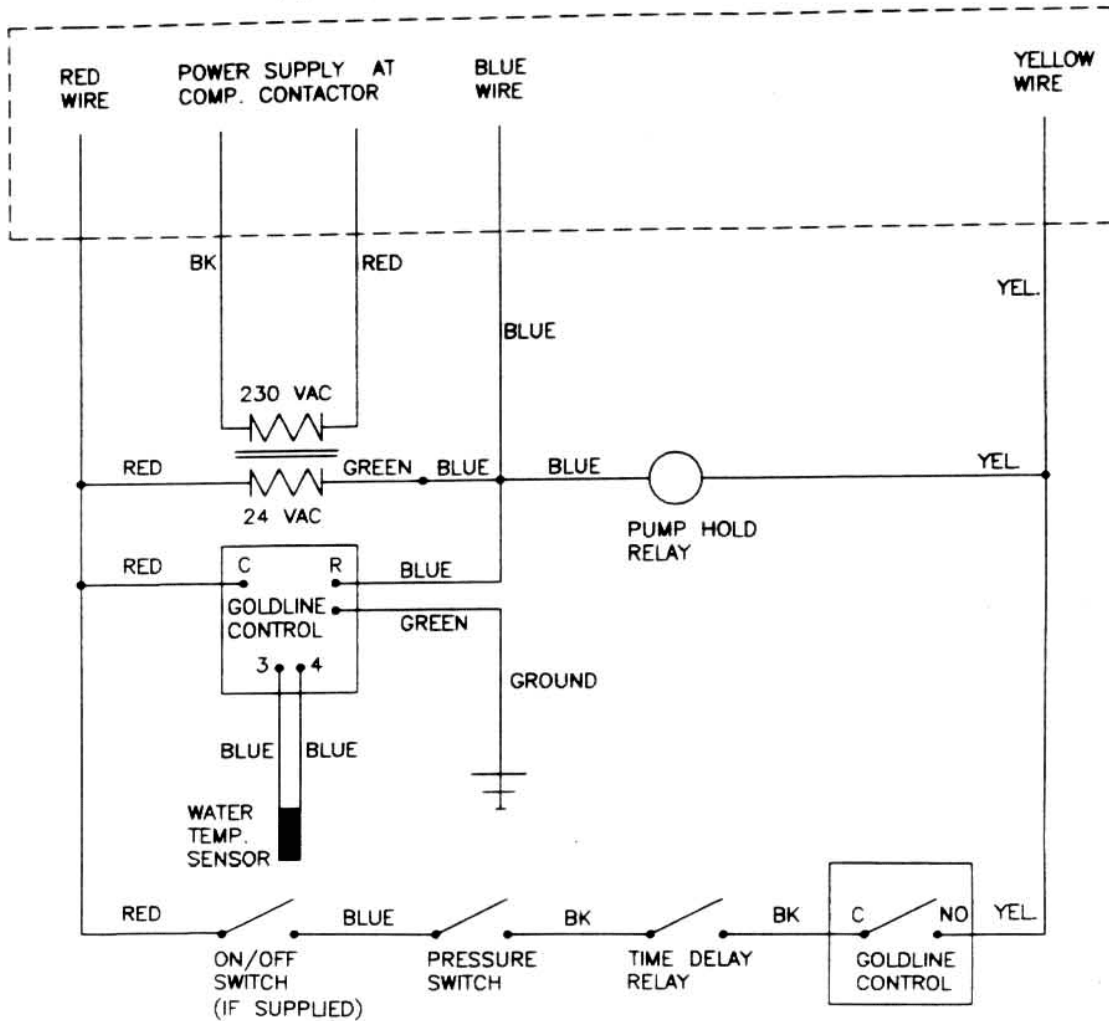 RED
WIRE
POWER SUPPLY AT
COMP. CONTACTOR
BLUE
WIRE
YELLOW
WIRE
BK
RED
YEL.
BLUE
230 VAC
RED
GREEN
BLUE
BLUE
YEL
24 VAC
PUMP HOLD
RELAY
RED
C
R
BLUE
GOLDLINE
CONTROL
GREEN
3
4
GROUND
BLUE
BLUE
WATER
TEMP.
SENSOR
RED
BLUE
BK
BK
C
NO
YEL.
ON/OFF
SWITCH
(IF SUPPLIED)
PRESSURE
SWITCH
TIME DELAY
RELAY
GOLDLINE
CONTROL